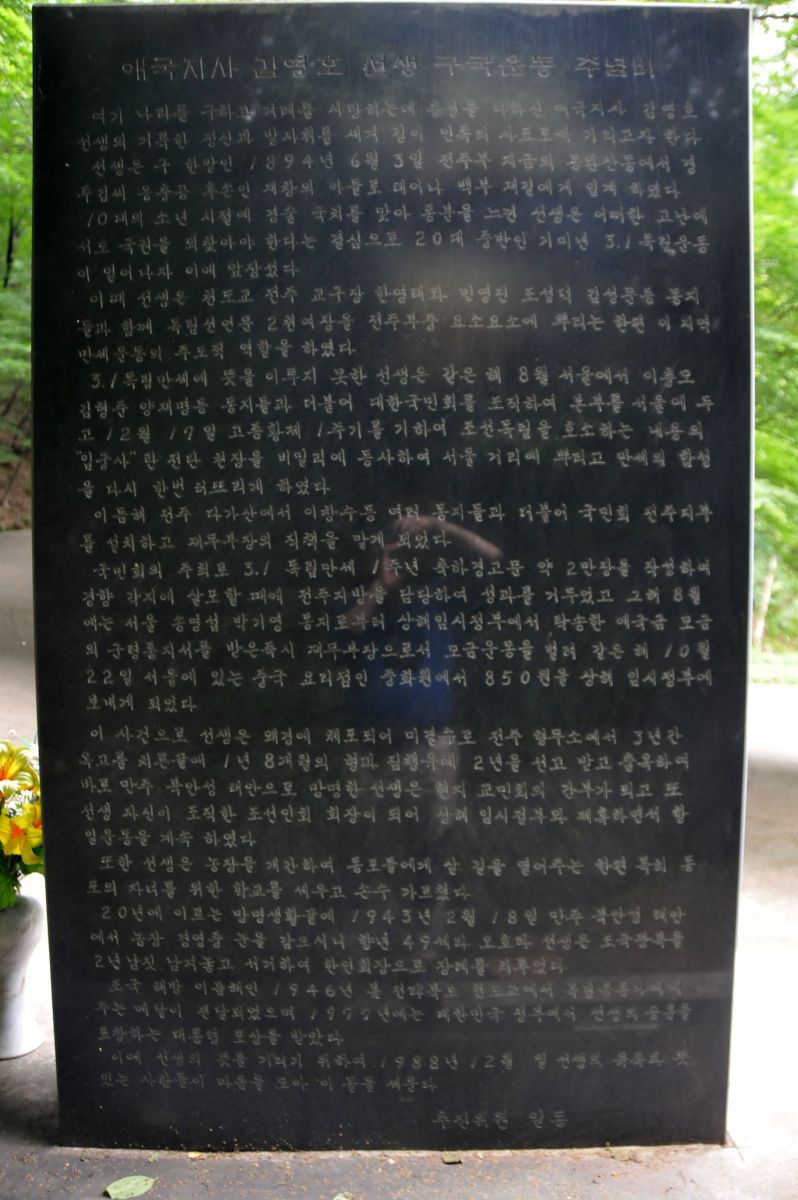 애국지사 김영호 선생 구국운동 추념비
여기 나라를 구하고 겨레를 사랑하는데 충성을 다하신 애국지사 김영호
선생의 거룩한 정신과 발자취를 새겨 길이 민족의 사표로써 기리고자 한다
선생은 구 한말인 1894年 6月 3日 전주부 지금의 동완산동에서 경
주김씨 후손인 재창의 아들로 태어나 백부 재길에게 입계 하였다
10대의 소년 시절에 경술 국치를 맞아 통분을 느껸 선생은 어떠한 고난에
서도 국권을 되찾아야 한다는 결심으로 20대 중반인 기미년 3.1독립운동
이 일어나자 이에 앞장섰다
이때 선생은 천도교 전주 교구장 한영태와 민영진 조성덕 김성문등 동지
들과 함께 독립선언문 2천여장을 전주부중 요소요소에 뿌리는 한편 이 지역
만세운동의 주도적 역할을 하였다
3.1독립만세에 뜻을 이루지 못한 선생은 같은 해 8월 서울에서 이종모
김형준 양재명등 동지들과 더불어 대한국민회를 조직하여 본부를 서울에 두
고 12월 17일 고종황제 1주기를 기하여 조선독립을 호소하는 내용의
란 전단 천장을 비밀리에 등사하여 서울 거리에 뿌리고 만세의 함성
을 다시 한번 터뜨리게 하였다
이듬해 전주 다가산에서 이창수등 여러 동지들과 더불어 국민회 전주지부
를 설치하고 재무부장의 직책을 맡게 되었다
국민회의 주최로 3.1 독립만세 1주년 축하경고문 약 2만장을 작성하여
경향 각지에 살포할 때에 전주지방을 담당하여 성과를 거두었고 그해 8월
에는 서울 송영섭 박기영 동지로부터 상해임시정부에서 탁송한 애국금 모금
의 군령통지서를 받은즉시 재무부장으로서 모금운동을 벌려 같은 해 10월
22일 서울에 있는 중국 요리점인 중화원에서 850원을 상해 임시정부에
보내게 되었다
이 사건으로 선생은 왜경에 체포되어 미결수로 전주 형무소에서 3년간
옥고를 치룬끝에 1년 8개월의 형과 집행유예 2년을 선고 받고 출옥하여
바로 만주 북안성 태안으로 망명한 선생은 현지 교민회의 간부가 되고 또
선생 자신이 조직한 조선인회 회장이 되어 상해 임시정부와 제휴하면서 항
일운동을 계속 하였다
또한 선생은 농장을 개간하여 동포들에게 살 길을 열어주는 한편 특히 동
포의 자녀를 위한 학교를 세우고 손수 가르쳤다
20년에 이르는 망명생활끝에 1943年 2월 18일 만주 북안성 태안
에서 농장 경영중 눈을 감으시니 향년 49세라 오호라 선생은 조국광복을
2년남짓 남겨놓고 서거하여 한인회장으로 장례를 치루었다
조국 해방 이듬해인 1946年 봄 전라북도 천도교에서 독립운동가에게
주는 메달이 전달되었으며 년에는 대한민국 정부에서 선생의 공훈을
표창하는 대통령 포상을 받았다
이에 선생의 뜻을 기리기 위하여 1988년 12월 일 선생의 유족과 뜻
있는 사람들이 마음을 모아 이 돌을 세운다
추진위원 일동